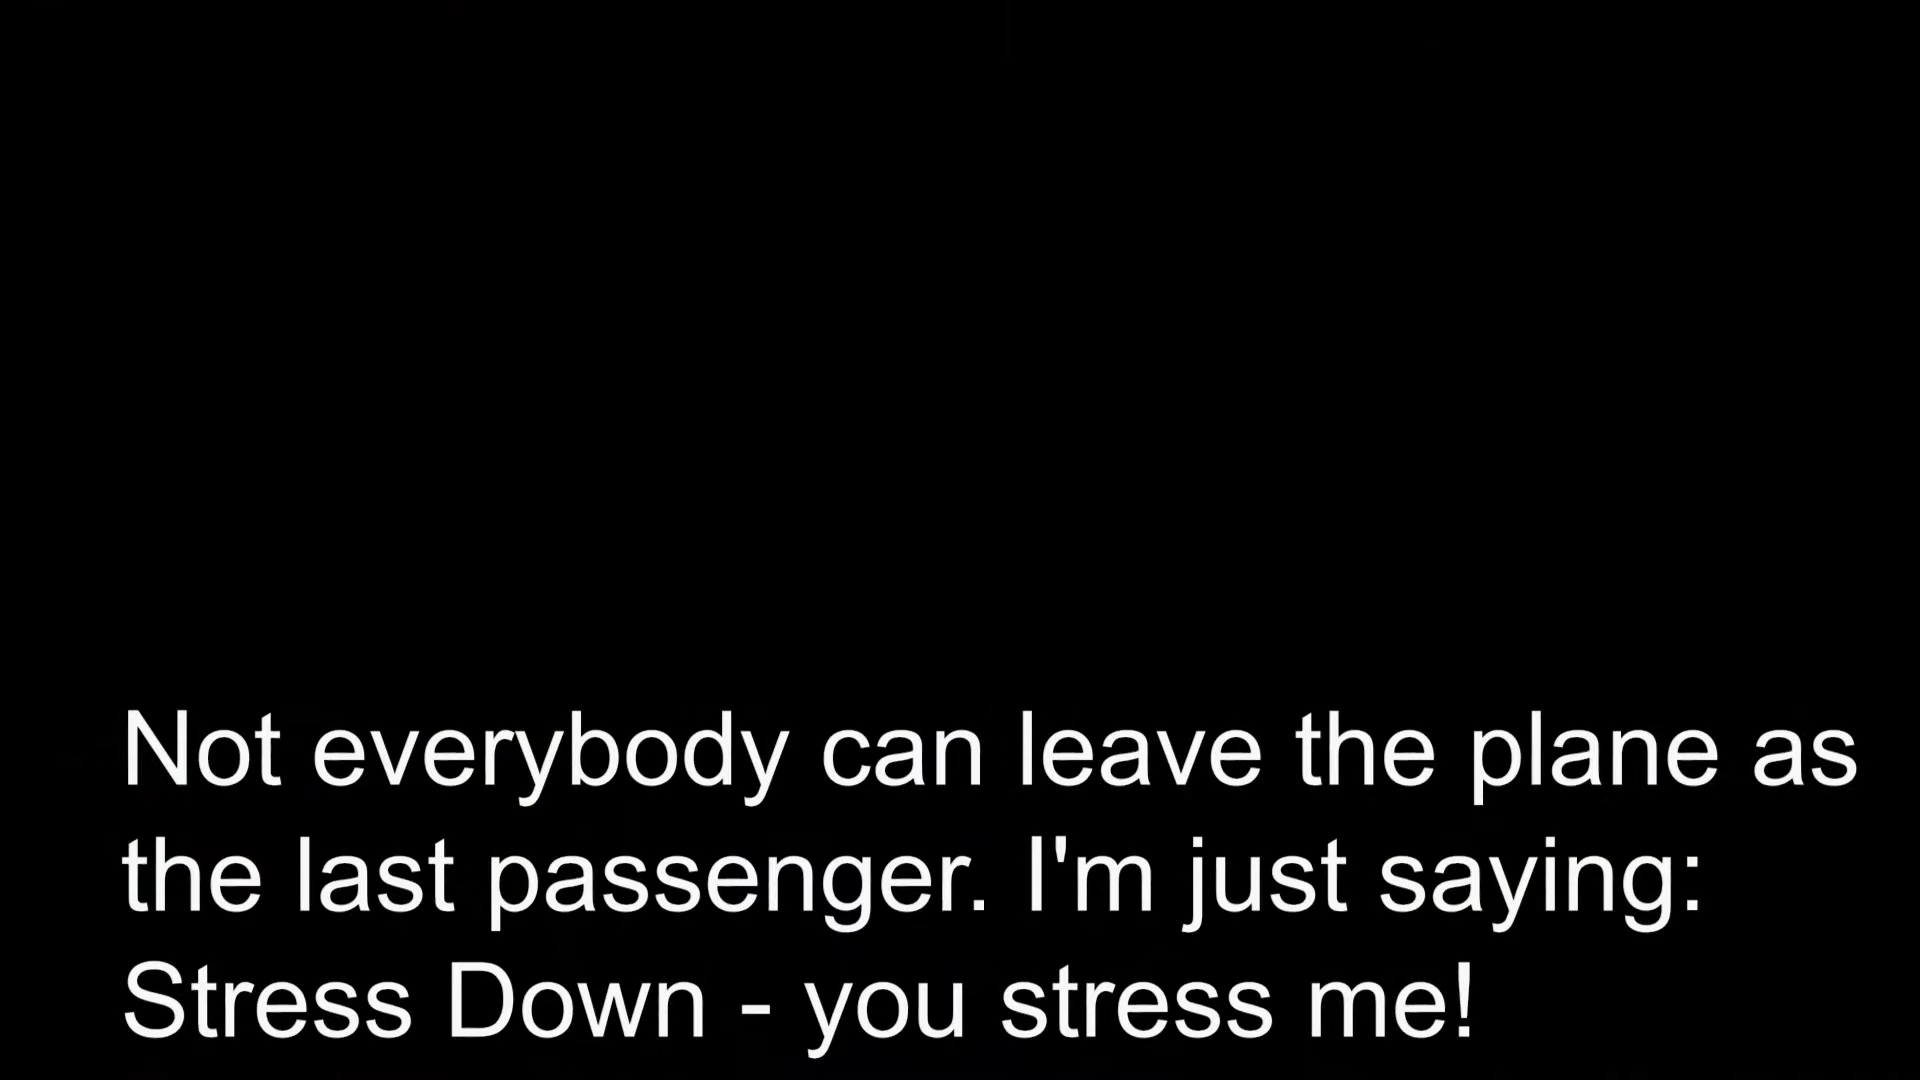 Not everybody can leave the plane as
the last passenger. I'm just saying:
Stress Down - you stress me!